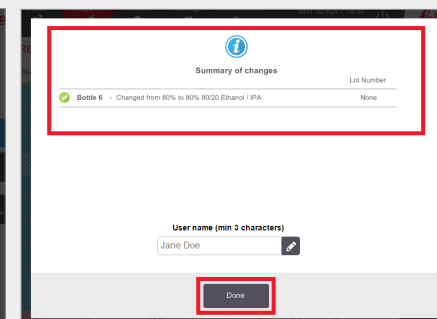 Summary of changes
Lot Number
Bottle 6 - Changed from 80% to 80% 80/20 Ethanol / IPA None
User name (min 3 characters)
Jane Doe
Done